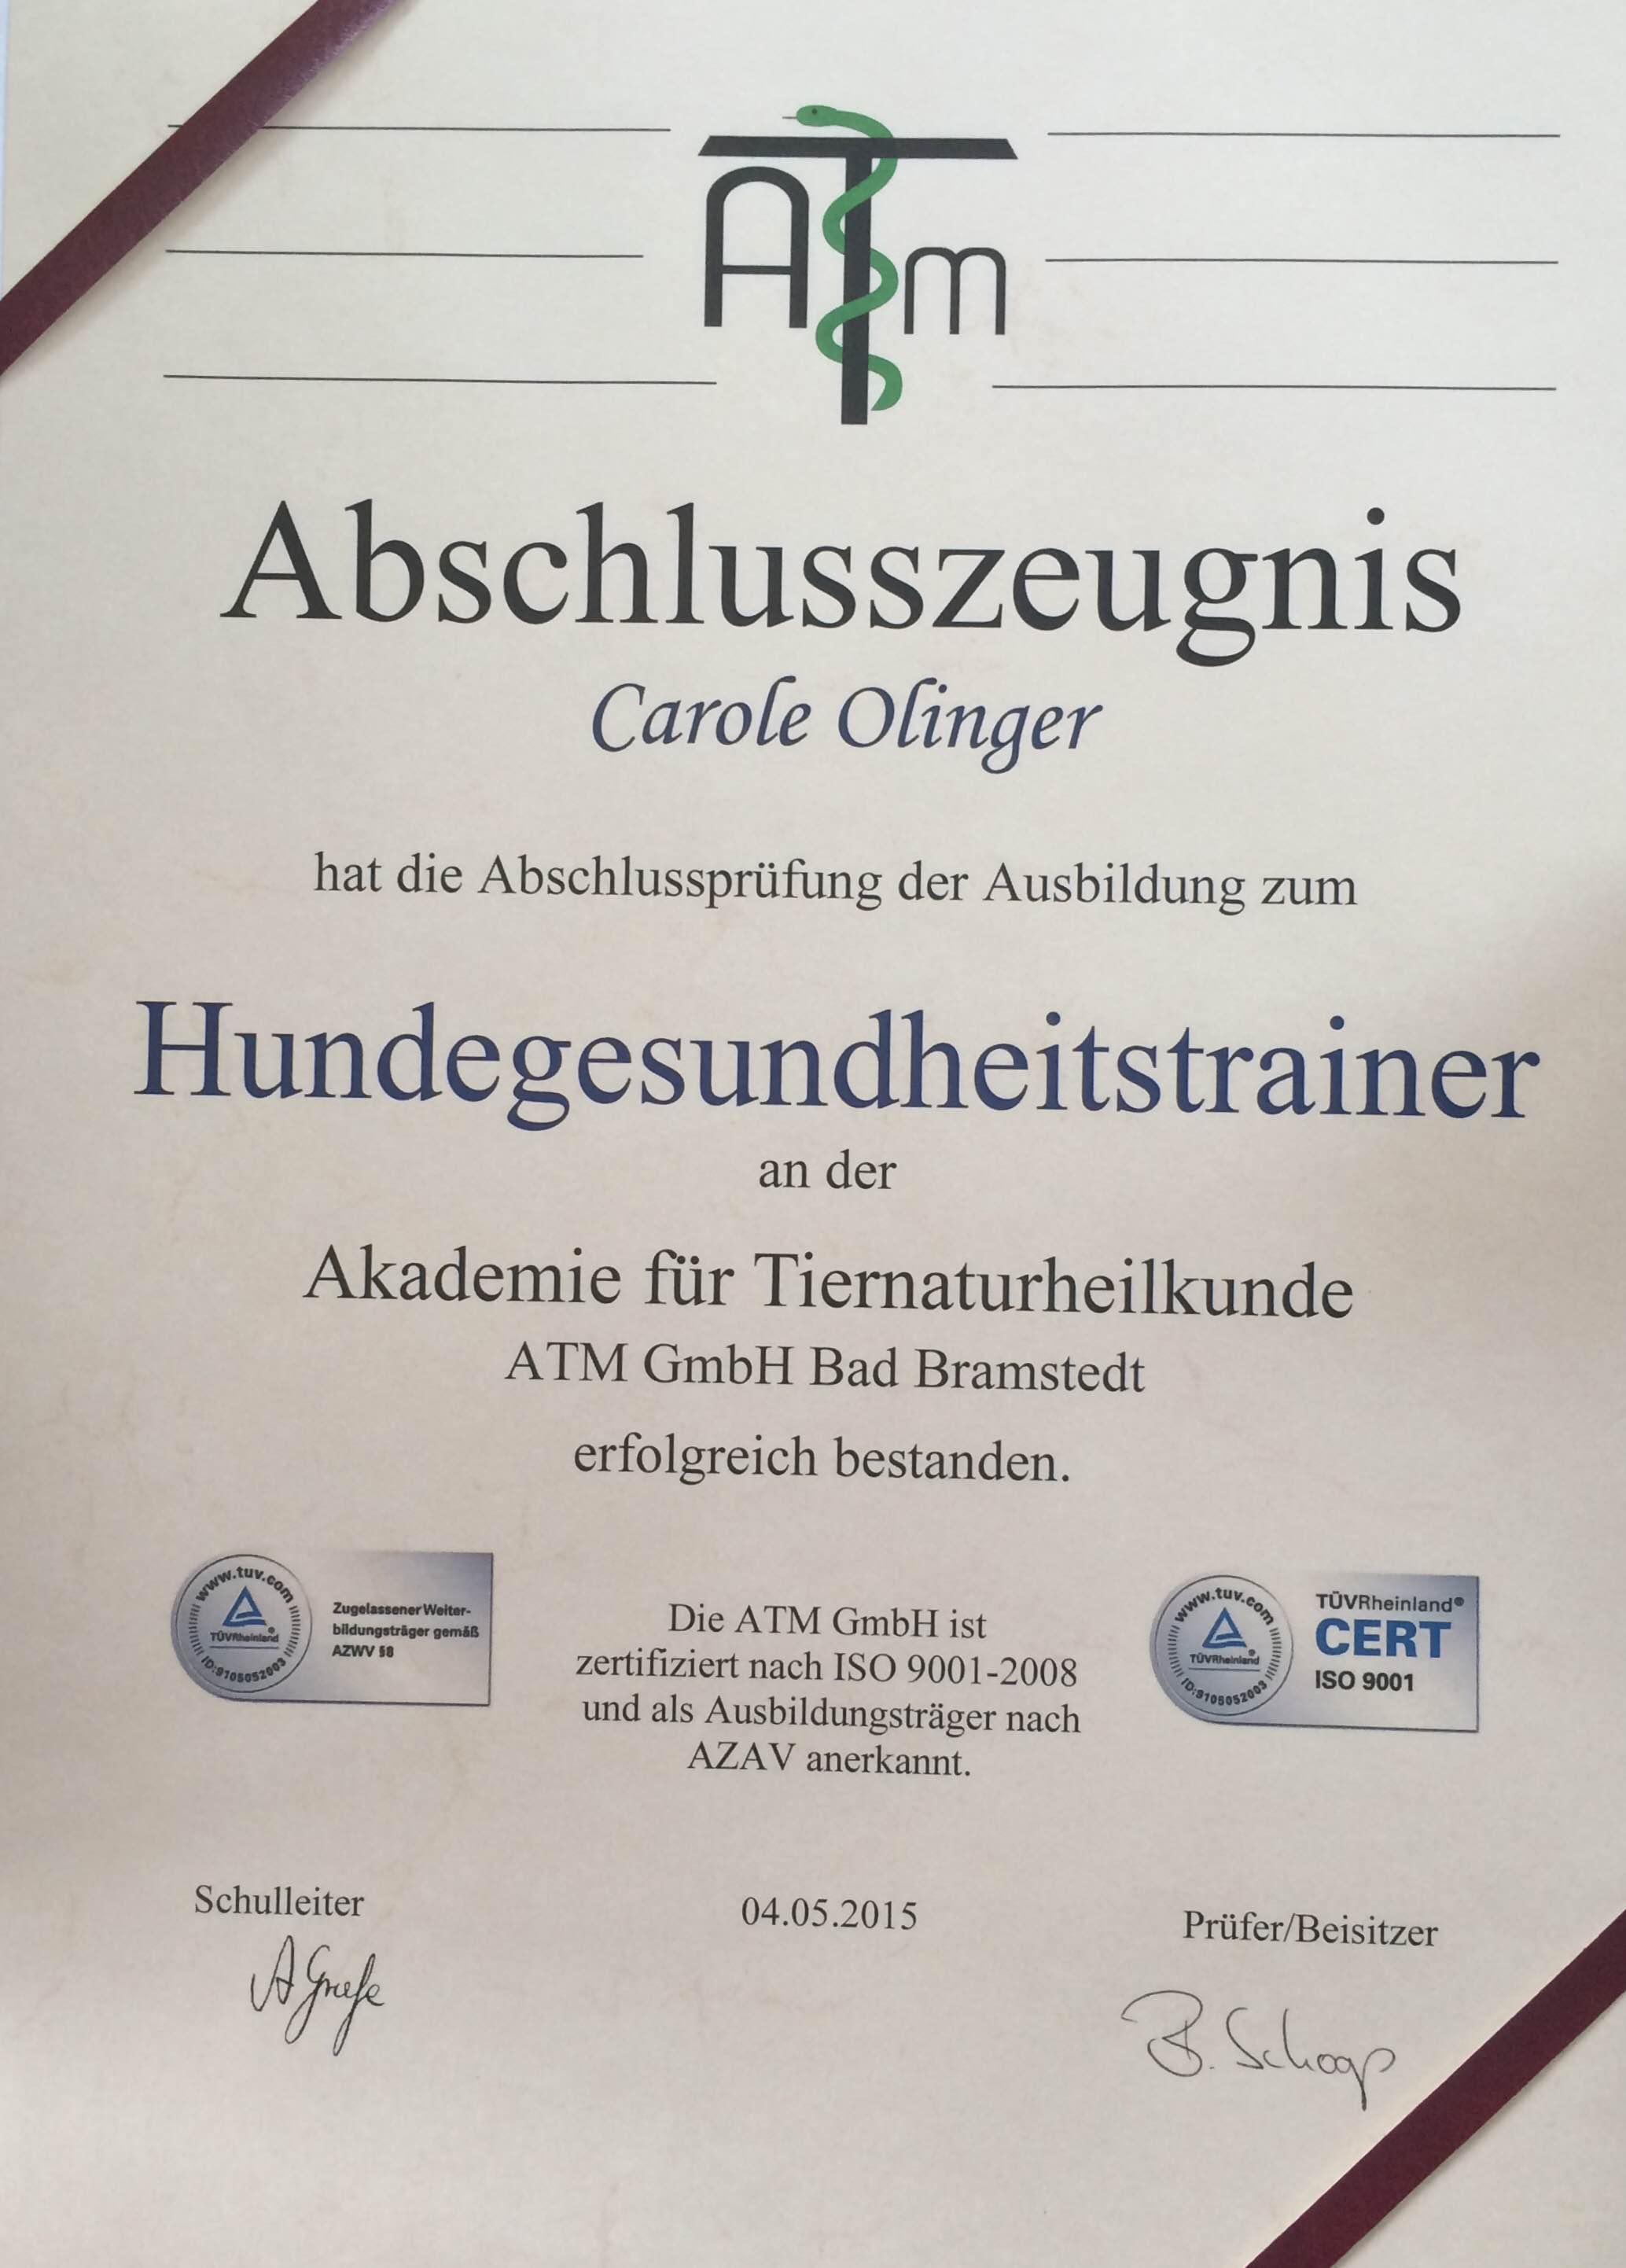 ATm
Abschlusszeugnis
Carole Olinger
hat die Abschlussprüfung der Ausbildung zum
Hundegesundheitstrainer
an der
Akademie für Tiernaturheilkunde
ATM GmbH Bad Bramstedt
erfolgreich bestanden.
www.tuv.com
TÜVRheinland®
ID:9105052003
Zugelassener Weiter-
bildungsträger gemäß
AZWV §8
Die ATM GmbH ist
zertifiziert nach ISO 9001-2008
und als Ausbildungsträger nach
AZAV anerkannt.
www.tuv.com
TÜVRheinland®
ID:9105052003
TÜVRheinland®
CERT
ISO 9001
Schulleiter
04.05.2015
Prüfer/Beisitzer
B. Schoop